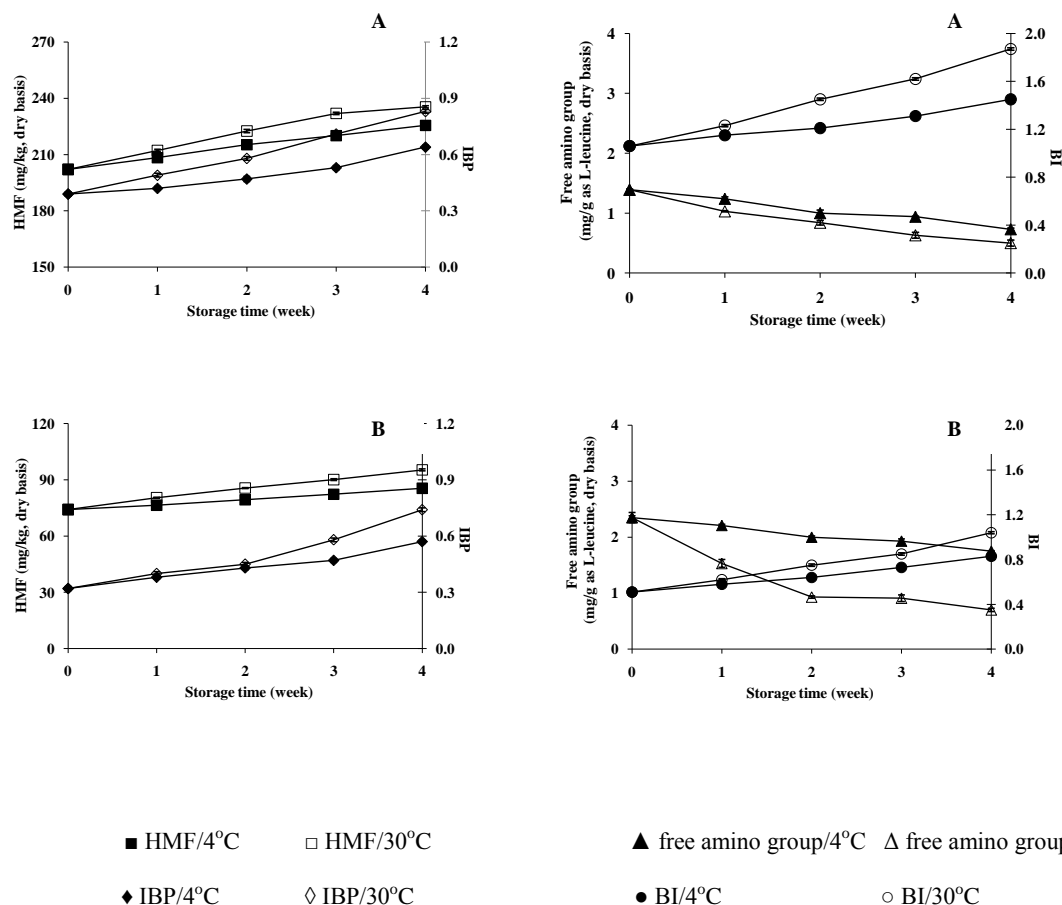 A
HMF (mg/kg, dry basis)
270
240
210
180
150
1.2
0.9
0.6
0.3
0.0
IBP
0 1 2 3 4
Storage time (week)
A
Free amino group
(mg/g as L-leucine, dry basis)
4
3
2
1
0
2.0
1.6
1.2
0.8
0.4
0.0
BI
0 1 2 3 4
Storage time (week)
B
HMF (mg/kg, dry basis)
120
90
60
30
0
1.2
0.9
0.6
0.3
0.0
IBP
0 1 2 3 4
Storage time (week)
B
Free amino group
(mg/g as L-leucine, dry basis)
4
3
2
1
0
2.0
1.6
1.2
0.8
0.4
0.0
BI
0 1 2 3 4
Storage time (week)
■ HMF/4°C □ HMF/30°C
◆ IBP/4°C ◇ IBP/30°C
▲ free amino group/4°C Δ free amino group
● BI/4°C ○ BI/30°C